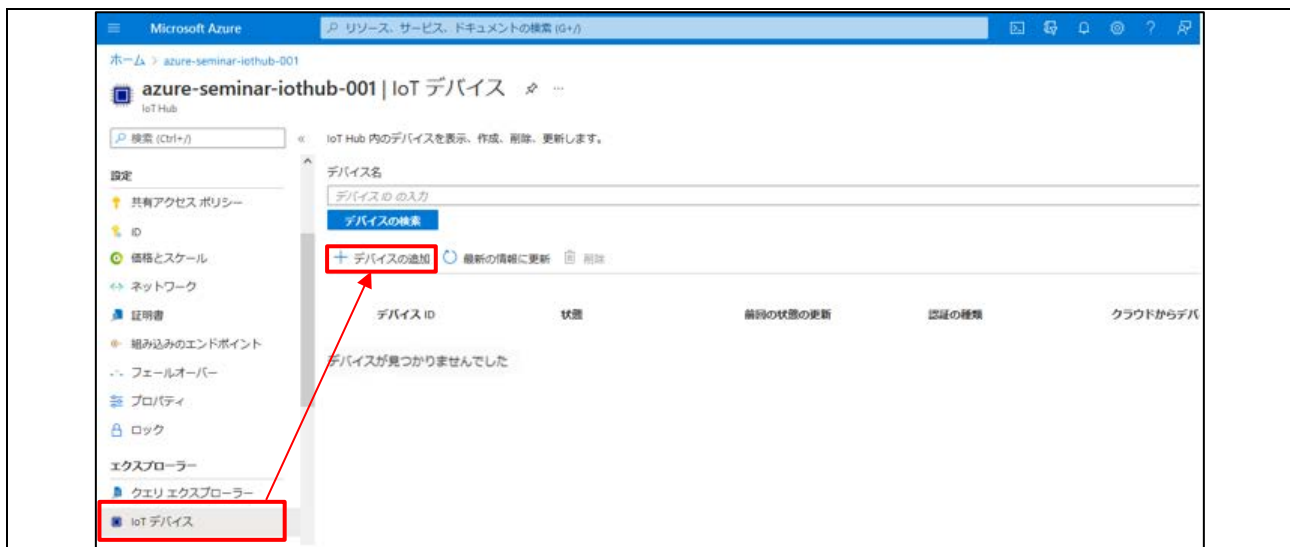 Microsoft Azure
リソース、サービス、ドキュメントの検索 (G+/)
ホーム > azure-seminar-iothub-001
azure-seminar-iothub-001 | IoT デバイス
IoT Hub
検索 (Ctrl+/)
IoT Hub 内のデバイスを表示、作成、削除、更新します。
設定
共有アクセス ポリシー
ID
価格とスケール
ネットワーク
証明書
組み込みのエンドポイント
フェールオーバー
プロパティ
ロック
エクスプローラー
クエリ エクスプローラー
IoT デバイス
デバイス名
デバイス ID の入力
デバイスの検索
デバイスの追加 最新の情報に更新 削除
デバイス ID 状態 前回の状態の更新 認証の種類 クラウドからデバ
デバイスが見つかりませんでした